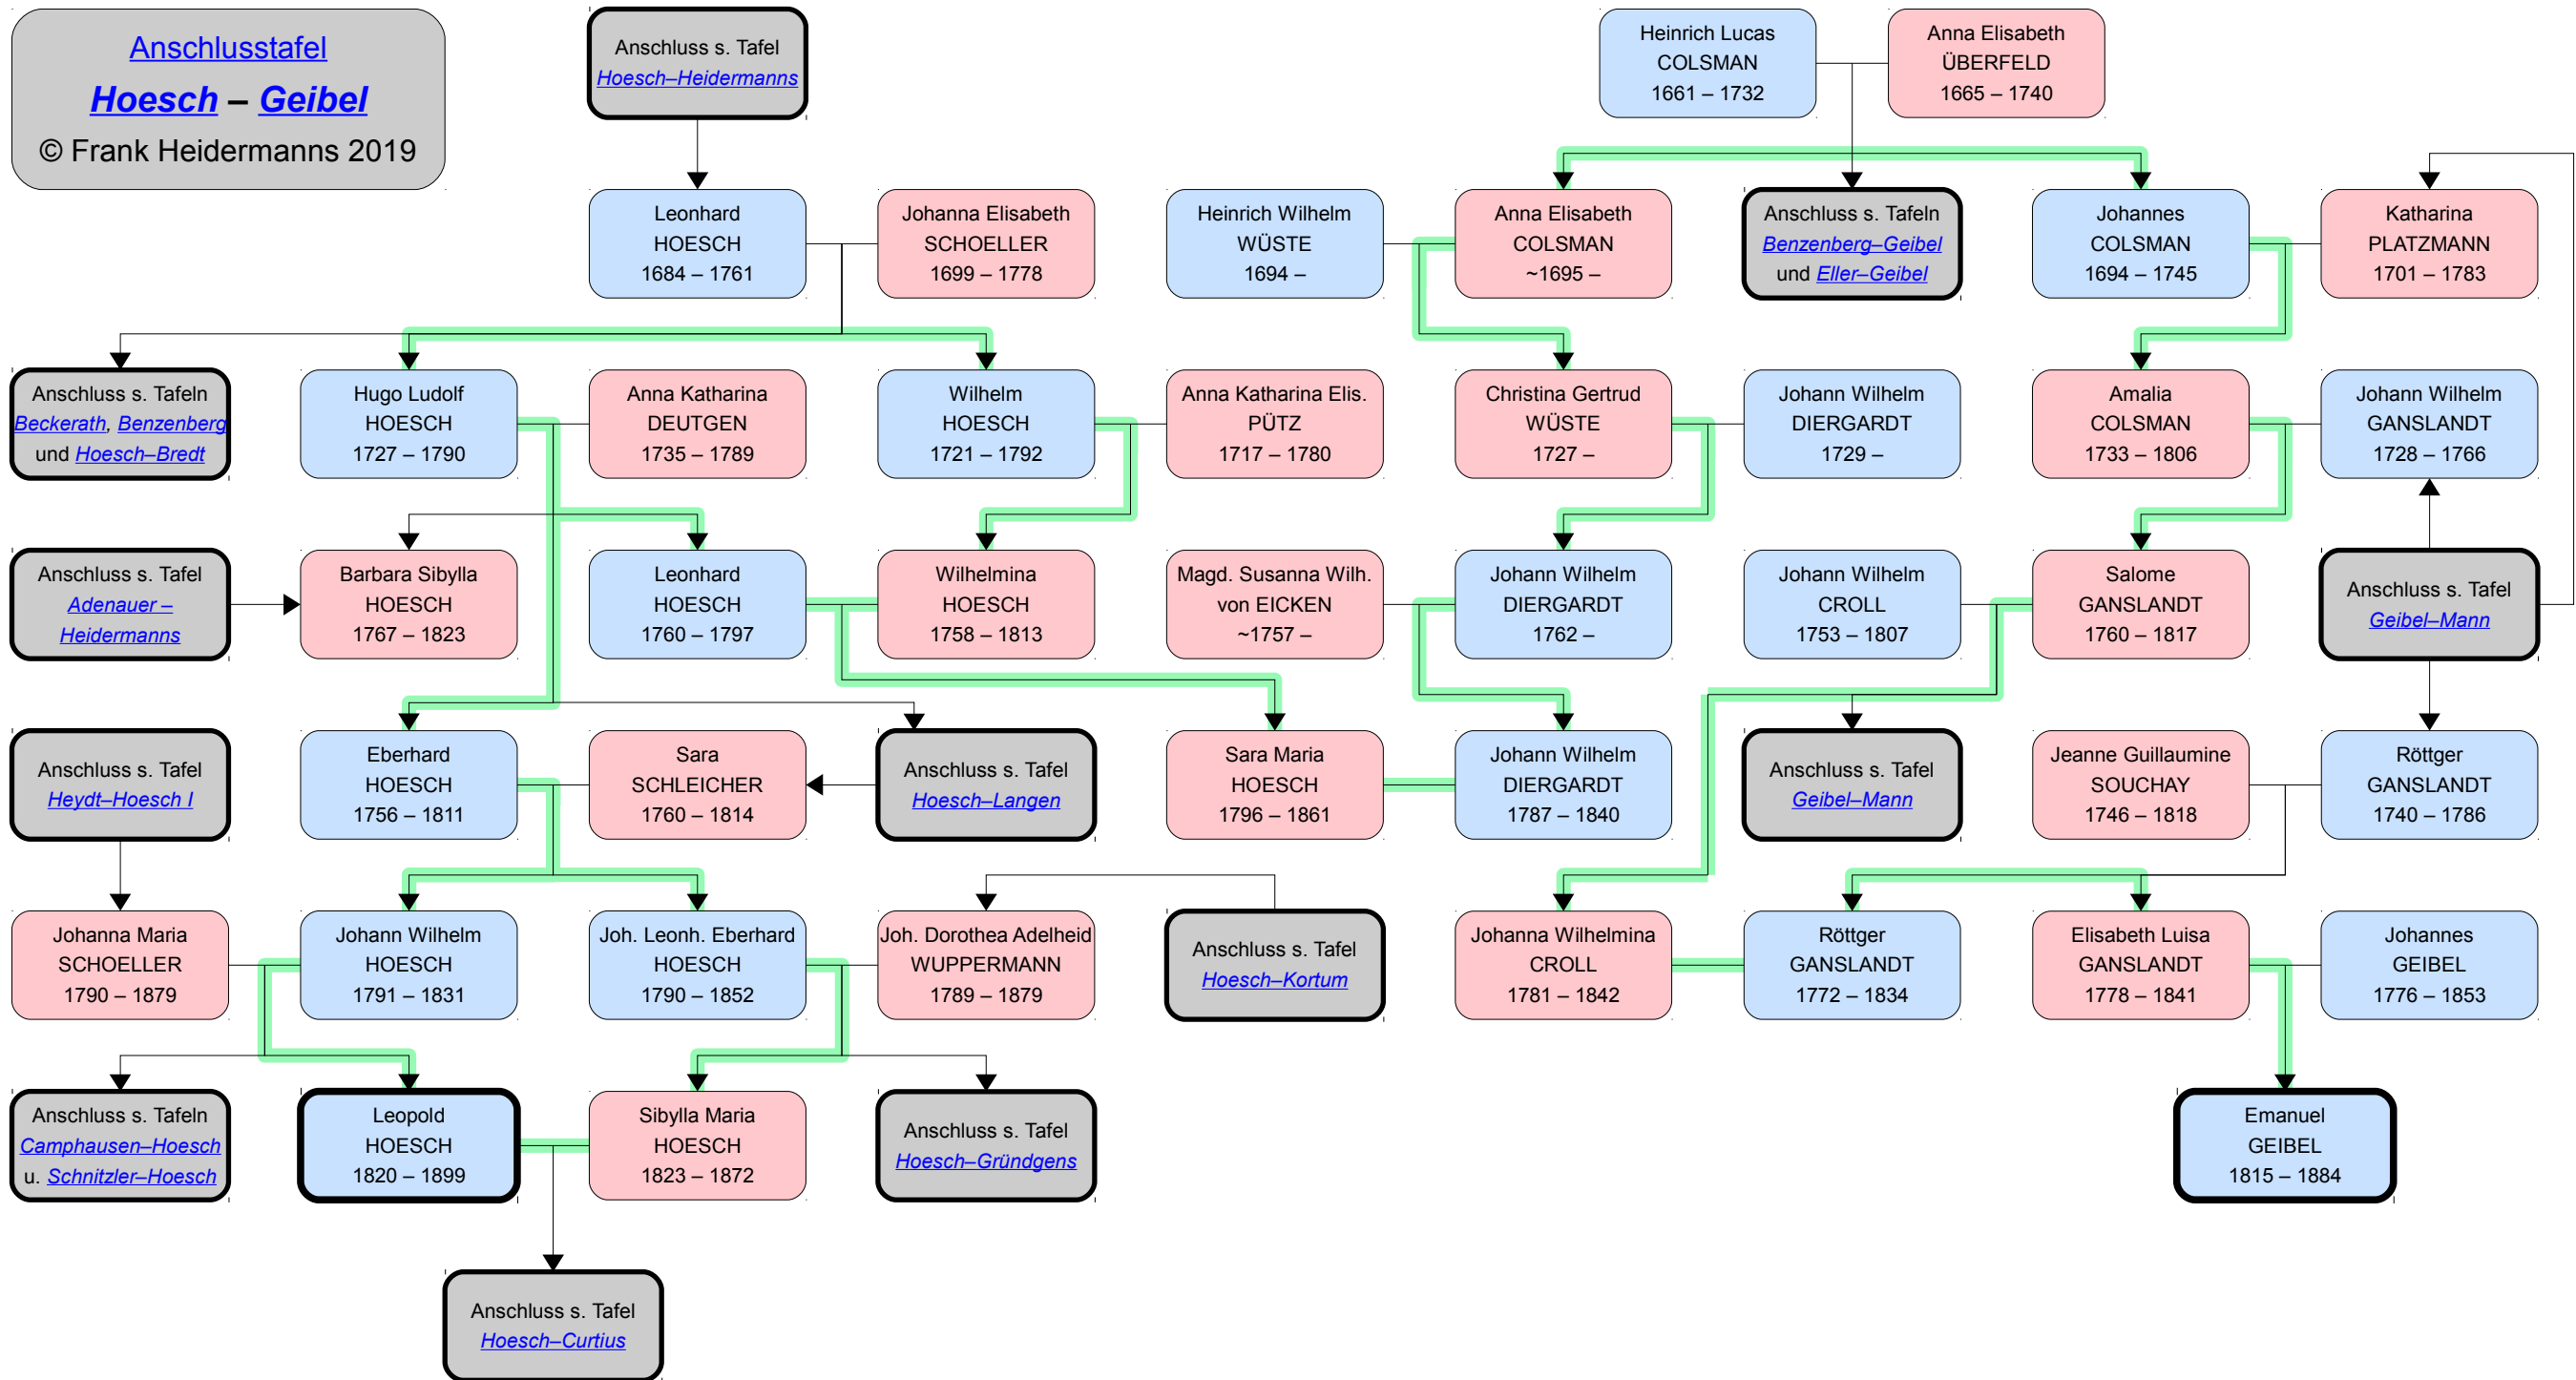 Anschlusstafel
Hoesch – Geibel
© Frank Heidermanns 2019
Anschluss s. Tafel
Hoesch–Heidermanns
Heinrich Lucas
COLSMAN
1661 – 1732
Anna Elisabeth
ÜBERFELD
1665 – 1740
Leonhard
HOESCH
1684 – 1761
Johanna Elisabeth
SCHOELLER
1699 – 1778
Heinrich Wilhelm
WÜSTE
1694 –
Anna Elisabeth
COLSMAN
~1695 –
Anschluss s. Tafeln
Benzenberg–Geibel
und Eller–Geibel
Johannes
COLSMAN
1694 – 1745
Katharina
PLATZMANN
1701 – 1783
Anschluss s. Tafeln
Beckerath, Benzenberg
und Hoesch–Bredt
Hugo Ludolf
HOESCH
1727 – 1790
Anna Katharina
DEUTGEN
1735 – 1789
Wilhelm
HOESCH
1721 – 1792
Anna Katharina Elis.
PÜTZ
1717 – 1780
Christina Gertrud
WÜSTE
1727 –
Johann Wilhelm
DIERGARDT
1729 –
Amalia
COLSMAN
1733 – 1806
Johann Wilhelm
GANSLANDT
1728 – 1766
Anschluss s. Tafel
Adenauer –
Heidermanns
Barbara Sibylla
HOESCH
1767 – 1823
Leonhard
HOESCH
1760 – 1797
Wilhelmina
HOESCH
1758 – 1813
Magd. Susanna Wilh.
von EICKEN
~1757 –
Johann Wilhelm
DIERGARDT
1762 –
Johann Wilhelm
CROLL
1753 – 1807
Salome
GANSLANDT
1760 – 1817
Anschluss s. Tafel
Geibel–Mann
Anschluss s. Tafel
Heydt–Hoesch I
Eberhard
HOESCH
1756 – 1811
Sara
SCHLEICHER
1760 – 1814
Anschluss s. Tafel
Hoesch–Langen
Sara Maria
HOESCH
1796 – 1861
Johann Wilhelm
DIERGARDT
1787 – 1840
Anschluss s. Tafel
Geibel–Mann
Jeanne Guillaumine
SOUCHAY
1746 – 1818
Röttger
GANSLANDT
1740 – 1786
Johanna Maria
SCHOELLER
1790 – 1879
Johann Wilhelm
HOESCH
1791 – 1831
Joh. Leonh. Eberhard
HOESCH
1790 – 1852
Joh. Dorothea Adelheid
WUPPERMANN
1789 – 1879
Anschluss s. Tafel
Hoesch–Kortum
Johanna Wilhelmina
CROLL
1781 – 1842
Röttger
GANSLANDT
1772 – 1834
Elisabeth Luisa
GANSLANDT
1778 – 1841
Johannes
GEIBEL
1776 – 1853
Anschluss s. Tafeln
Camphausen–Hoesch
u. Schnitzler–Hoesch
Leopold
HOESCH
1820 – 1899
Sibylla Maria
HOESCH
1823 – 1872
Anschluss s. Tafel
Hoesch–Gründgens
Emanuel
GEIBEL
1815 – 1884
Anschluss s. Tafel
Hoesch–Curtius